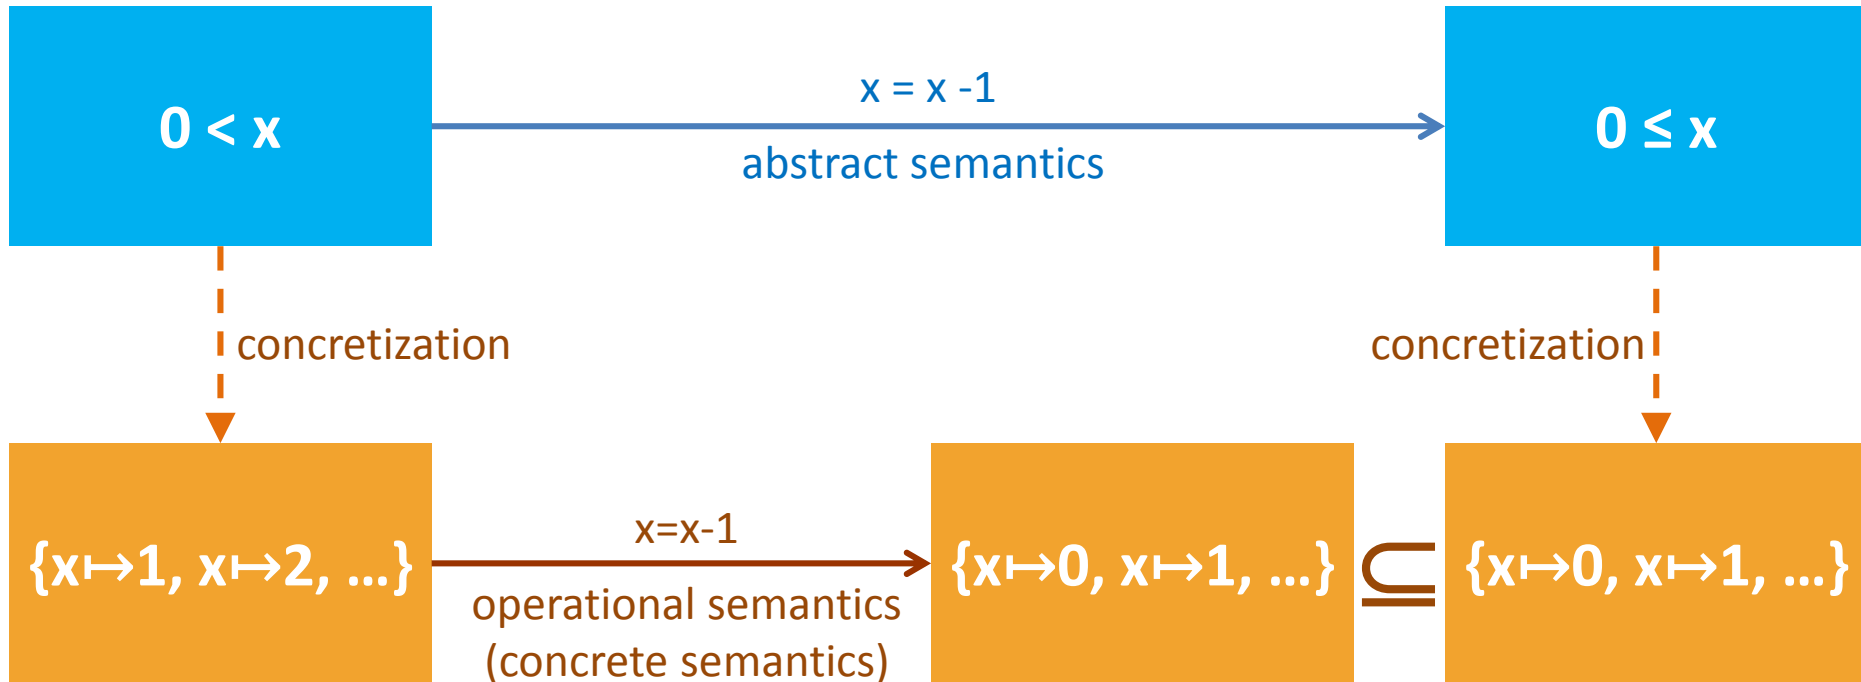 x = x -1
0 < x
0 ≤ x
abstract semantics
concretization
concretization
x=x-1
{x↦1, x↦2, …}
{x↦0, x↦1, …}
⊆
{x↦0, x↦1, …}
operational semantics
(concrete semantics)